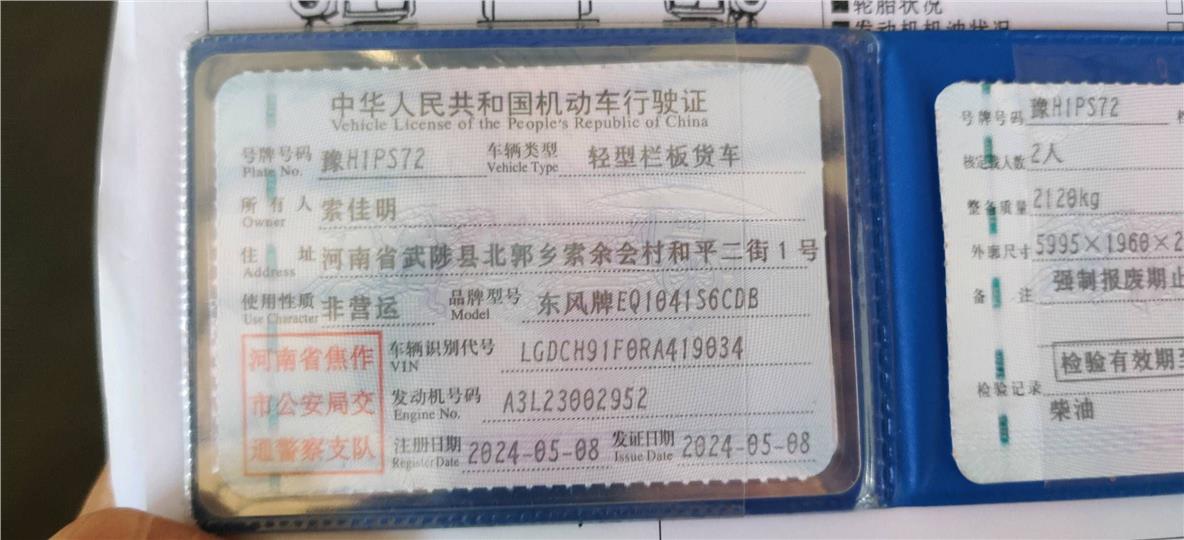 轮胎状况
发动机机油状况
中华人民共和国机动车行驶证
Vehicle License of the People's Republic of China
号牌号码 豫H1PS72 车辆类型 轻型栏板货车
Plate No. Vehicle Type
所有人 索佳明
Owner
住址 河南省武陟县北郭乡索余会村和平二街1号
Address
使用性质 非营运 品牌型号 东风牌EQ1041S6CDB
Use Character Model
河南省焦作
市公安局交
通警察支队
车辆识别代号 LGDCH91F0RA419034
VIN
发动机号码 A3L23002952
Engine No.
注册日期 2024-05-08 发证日期 2024-05-08
Register Date Issue Date
号牌号码 豫H1PS72
核定载人数 2人
整备质量 2120kg
外廓尺寸 5995×1960×2
备注 强制报废期止
检验有效期至
检验记录
柴油